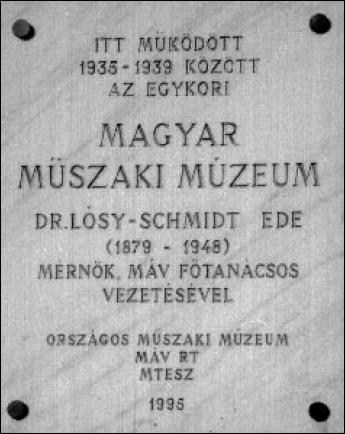 ITT MŰKÖDÖTT
1935-1939 KÖZÖTT
AZ EGYKORI
MAGYAR
MŰSZAKI MÚZEUM
DR. LÓSY-SCHMIDT EDE
(1879 - 1948)
MÉRNÖK, MÁV FŐTANÁCSOS
VEZETÉSÉVEL
ORSZÁGOS MŰSZAKI MÚZEUM
MÁV RT
MTESZ
1995